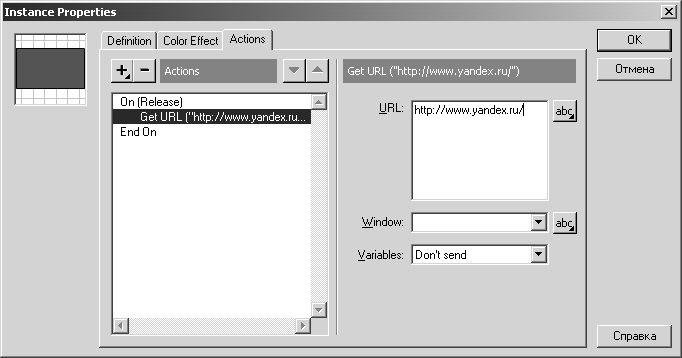 Instance Properties
Definition
Color Effect
Actions
OK
Отмена
Actions
Get URL ("http://www.yandex.ru/")
On (Release)
Get URL ("http://www.yandex.ru...
End On
URL:
http://www.yandex.ru/
abc
Window:
abc
Variables:
Don't send
Справка